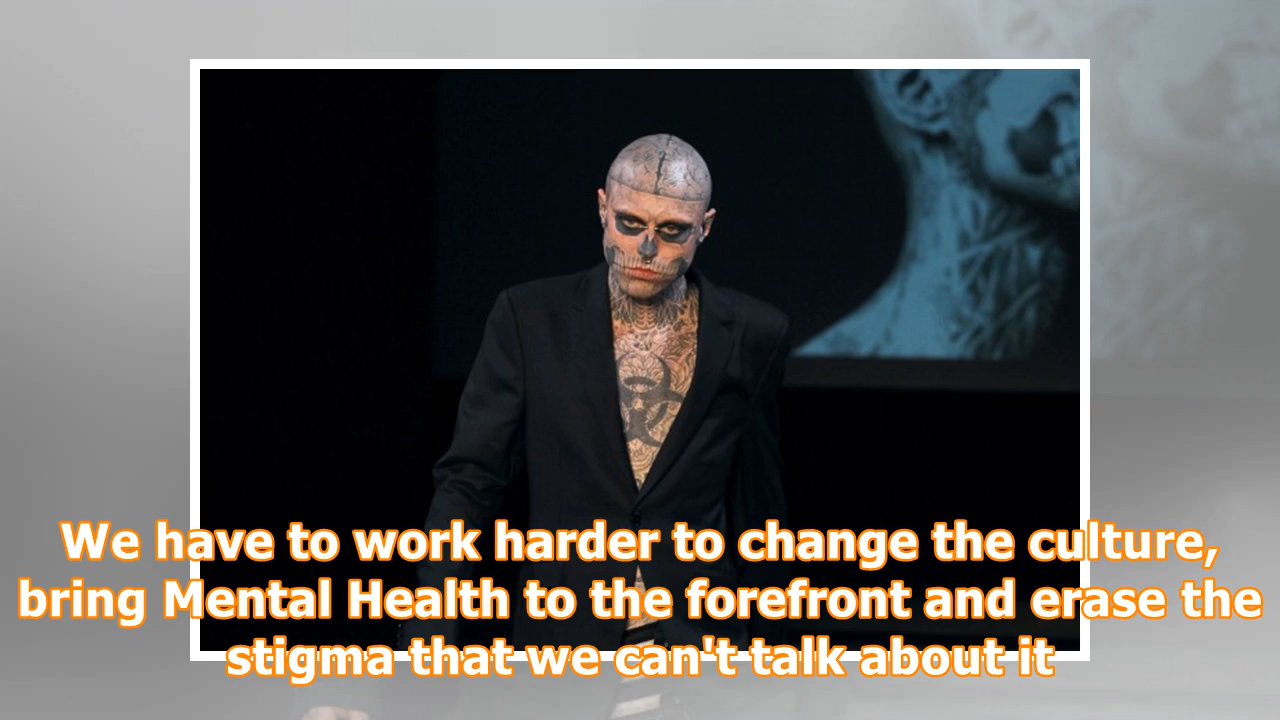 We have to work harder to change the culture,
bring Mental Health to the forefront and erase the
stigma that we can't talk about it